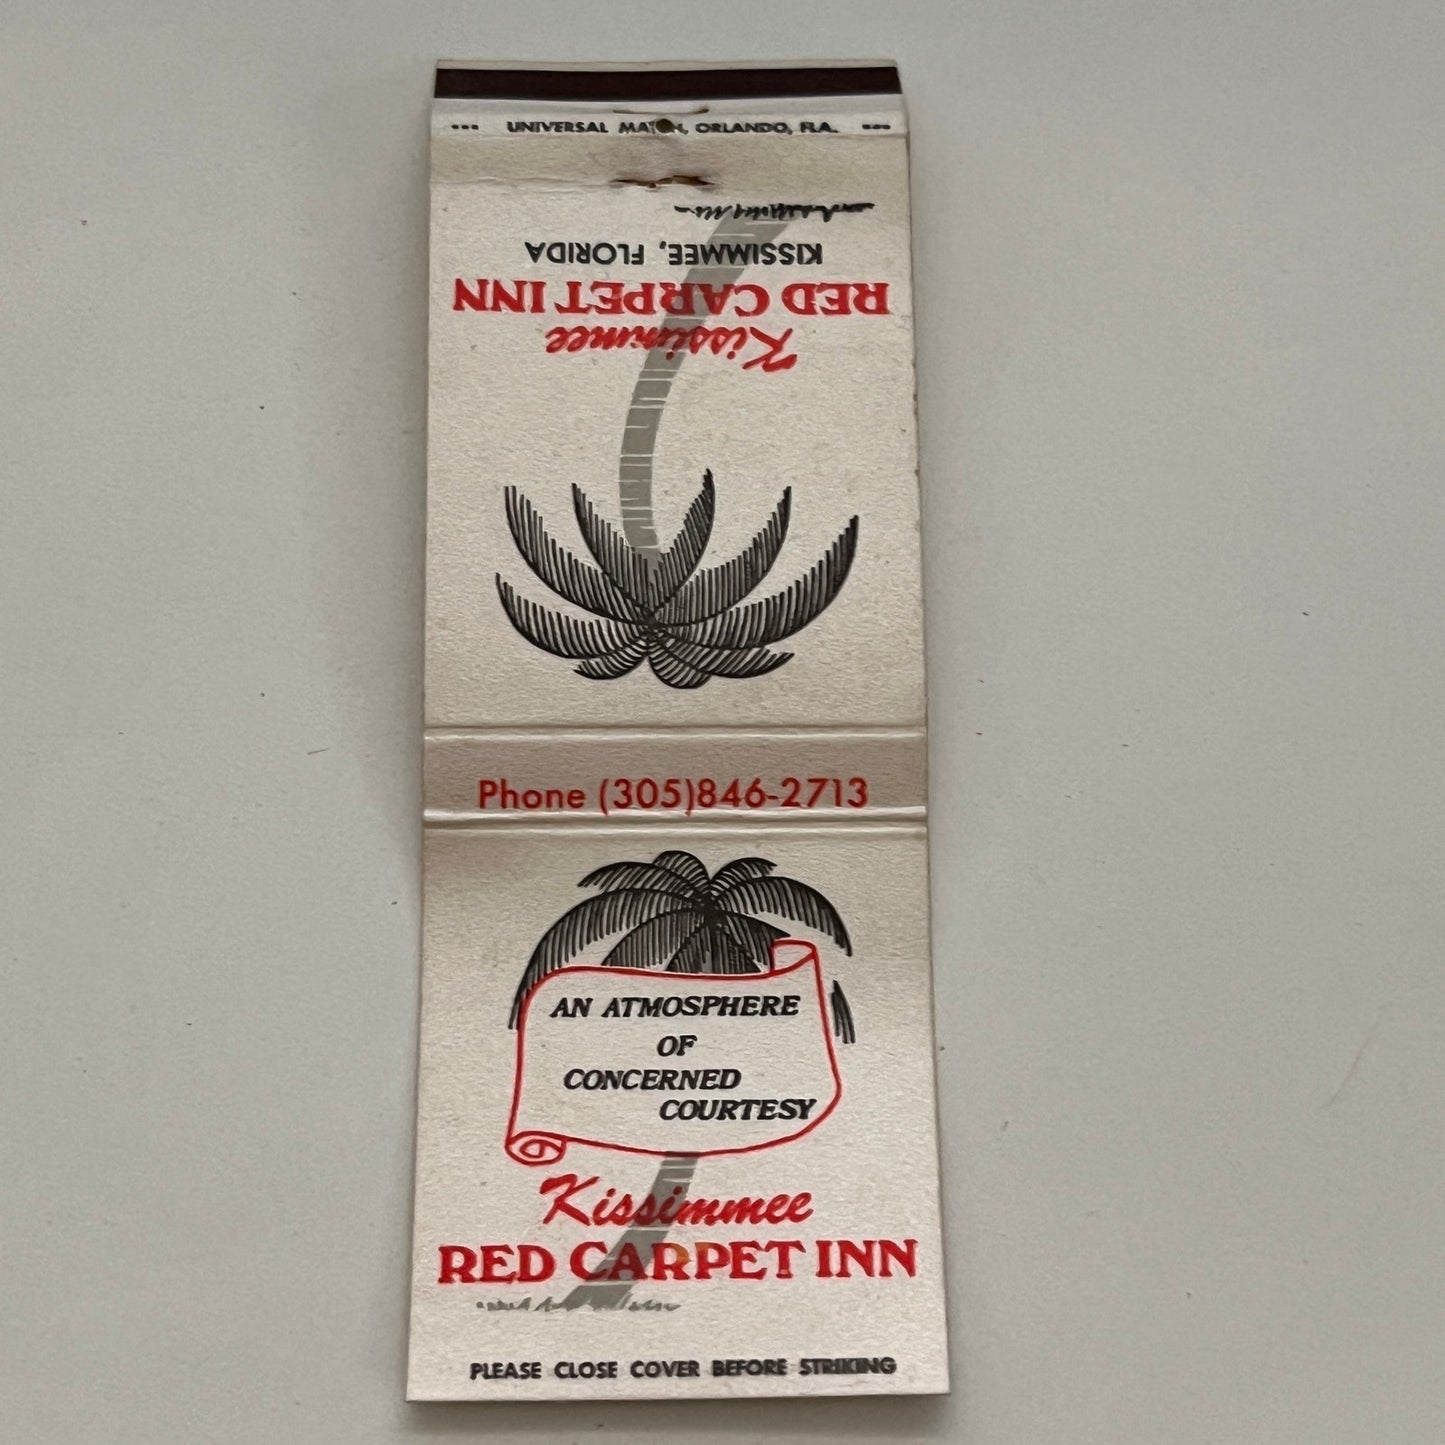 UNIVERSAL MATCH, ORLANDO, FLA.
Kissimmee
RED CARPET INN
KISSIMMEE, FLORIDA
Phone (305)846-2713
AN ATMOSPHERE
OF
CONCERNED
COURTESY
Kissimmee
RED CARPET INN
PLEASE CLOSE COVER BEFORE STRIKING